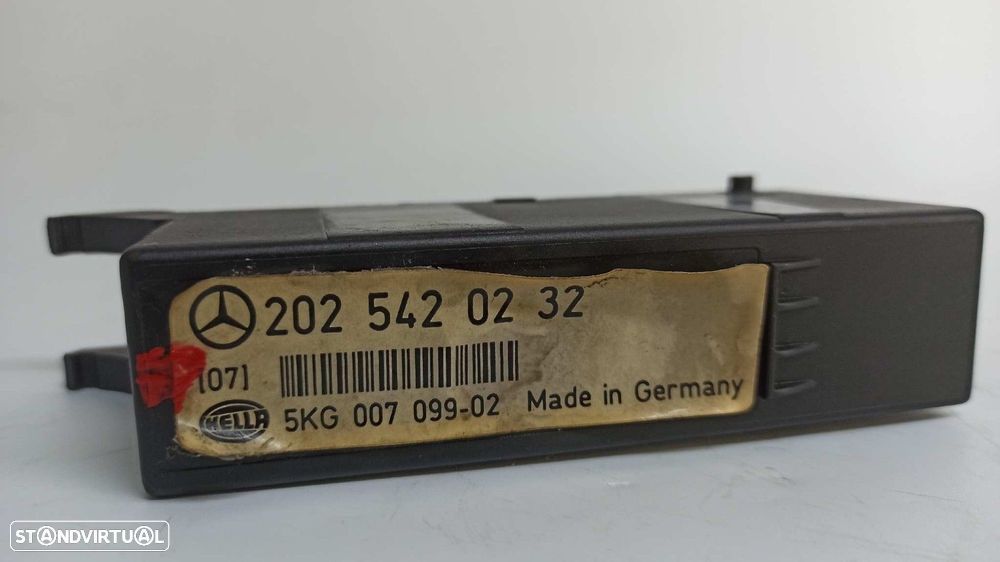 202 542 02 32
[07]
HELLA
5KG 007 099-02 Made in Germany
STANDVIRTUAL